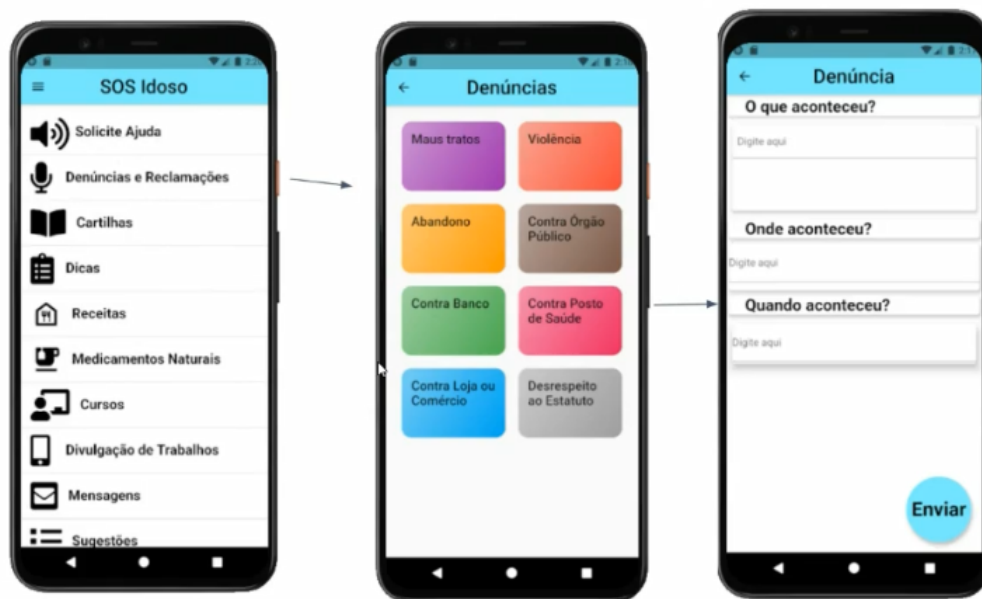 SOS Idoso
Solicite Ajuda
Denúncias e Reclamações
Cartilhas
Dicas
Receitas
Medicamentos Naturais
Cursos
Divulgação de Trabalhos
Mensagens
Sugestões
Denúncias
Maus tratos
Violência
Abandono
Contra Órgão
Público
Contra Banco
Contra Posto
de Saúde
Contra Loja ou
Comércio
Desrespeito
ao Estatuto
Denúncia
O que aconteceu?
Digite aqui
Onde aconteceu?
Digite aqui
Quando aconteceu?
Digite aqui
Enviar